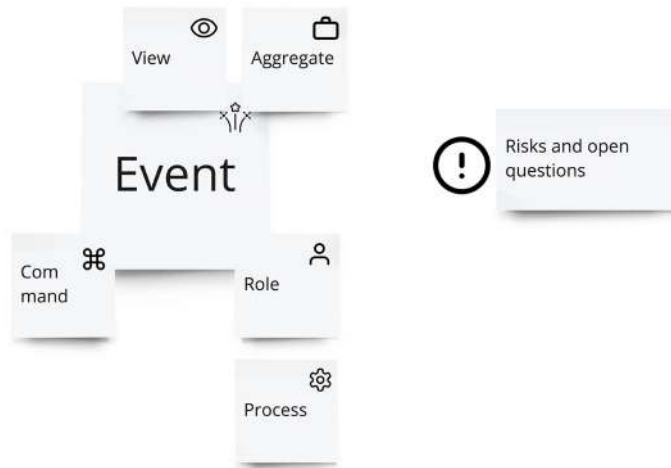 View
Aggregate
Event
Risks and open
questions
Com
mand
Role
Process